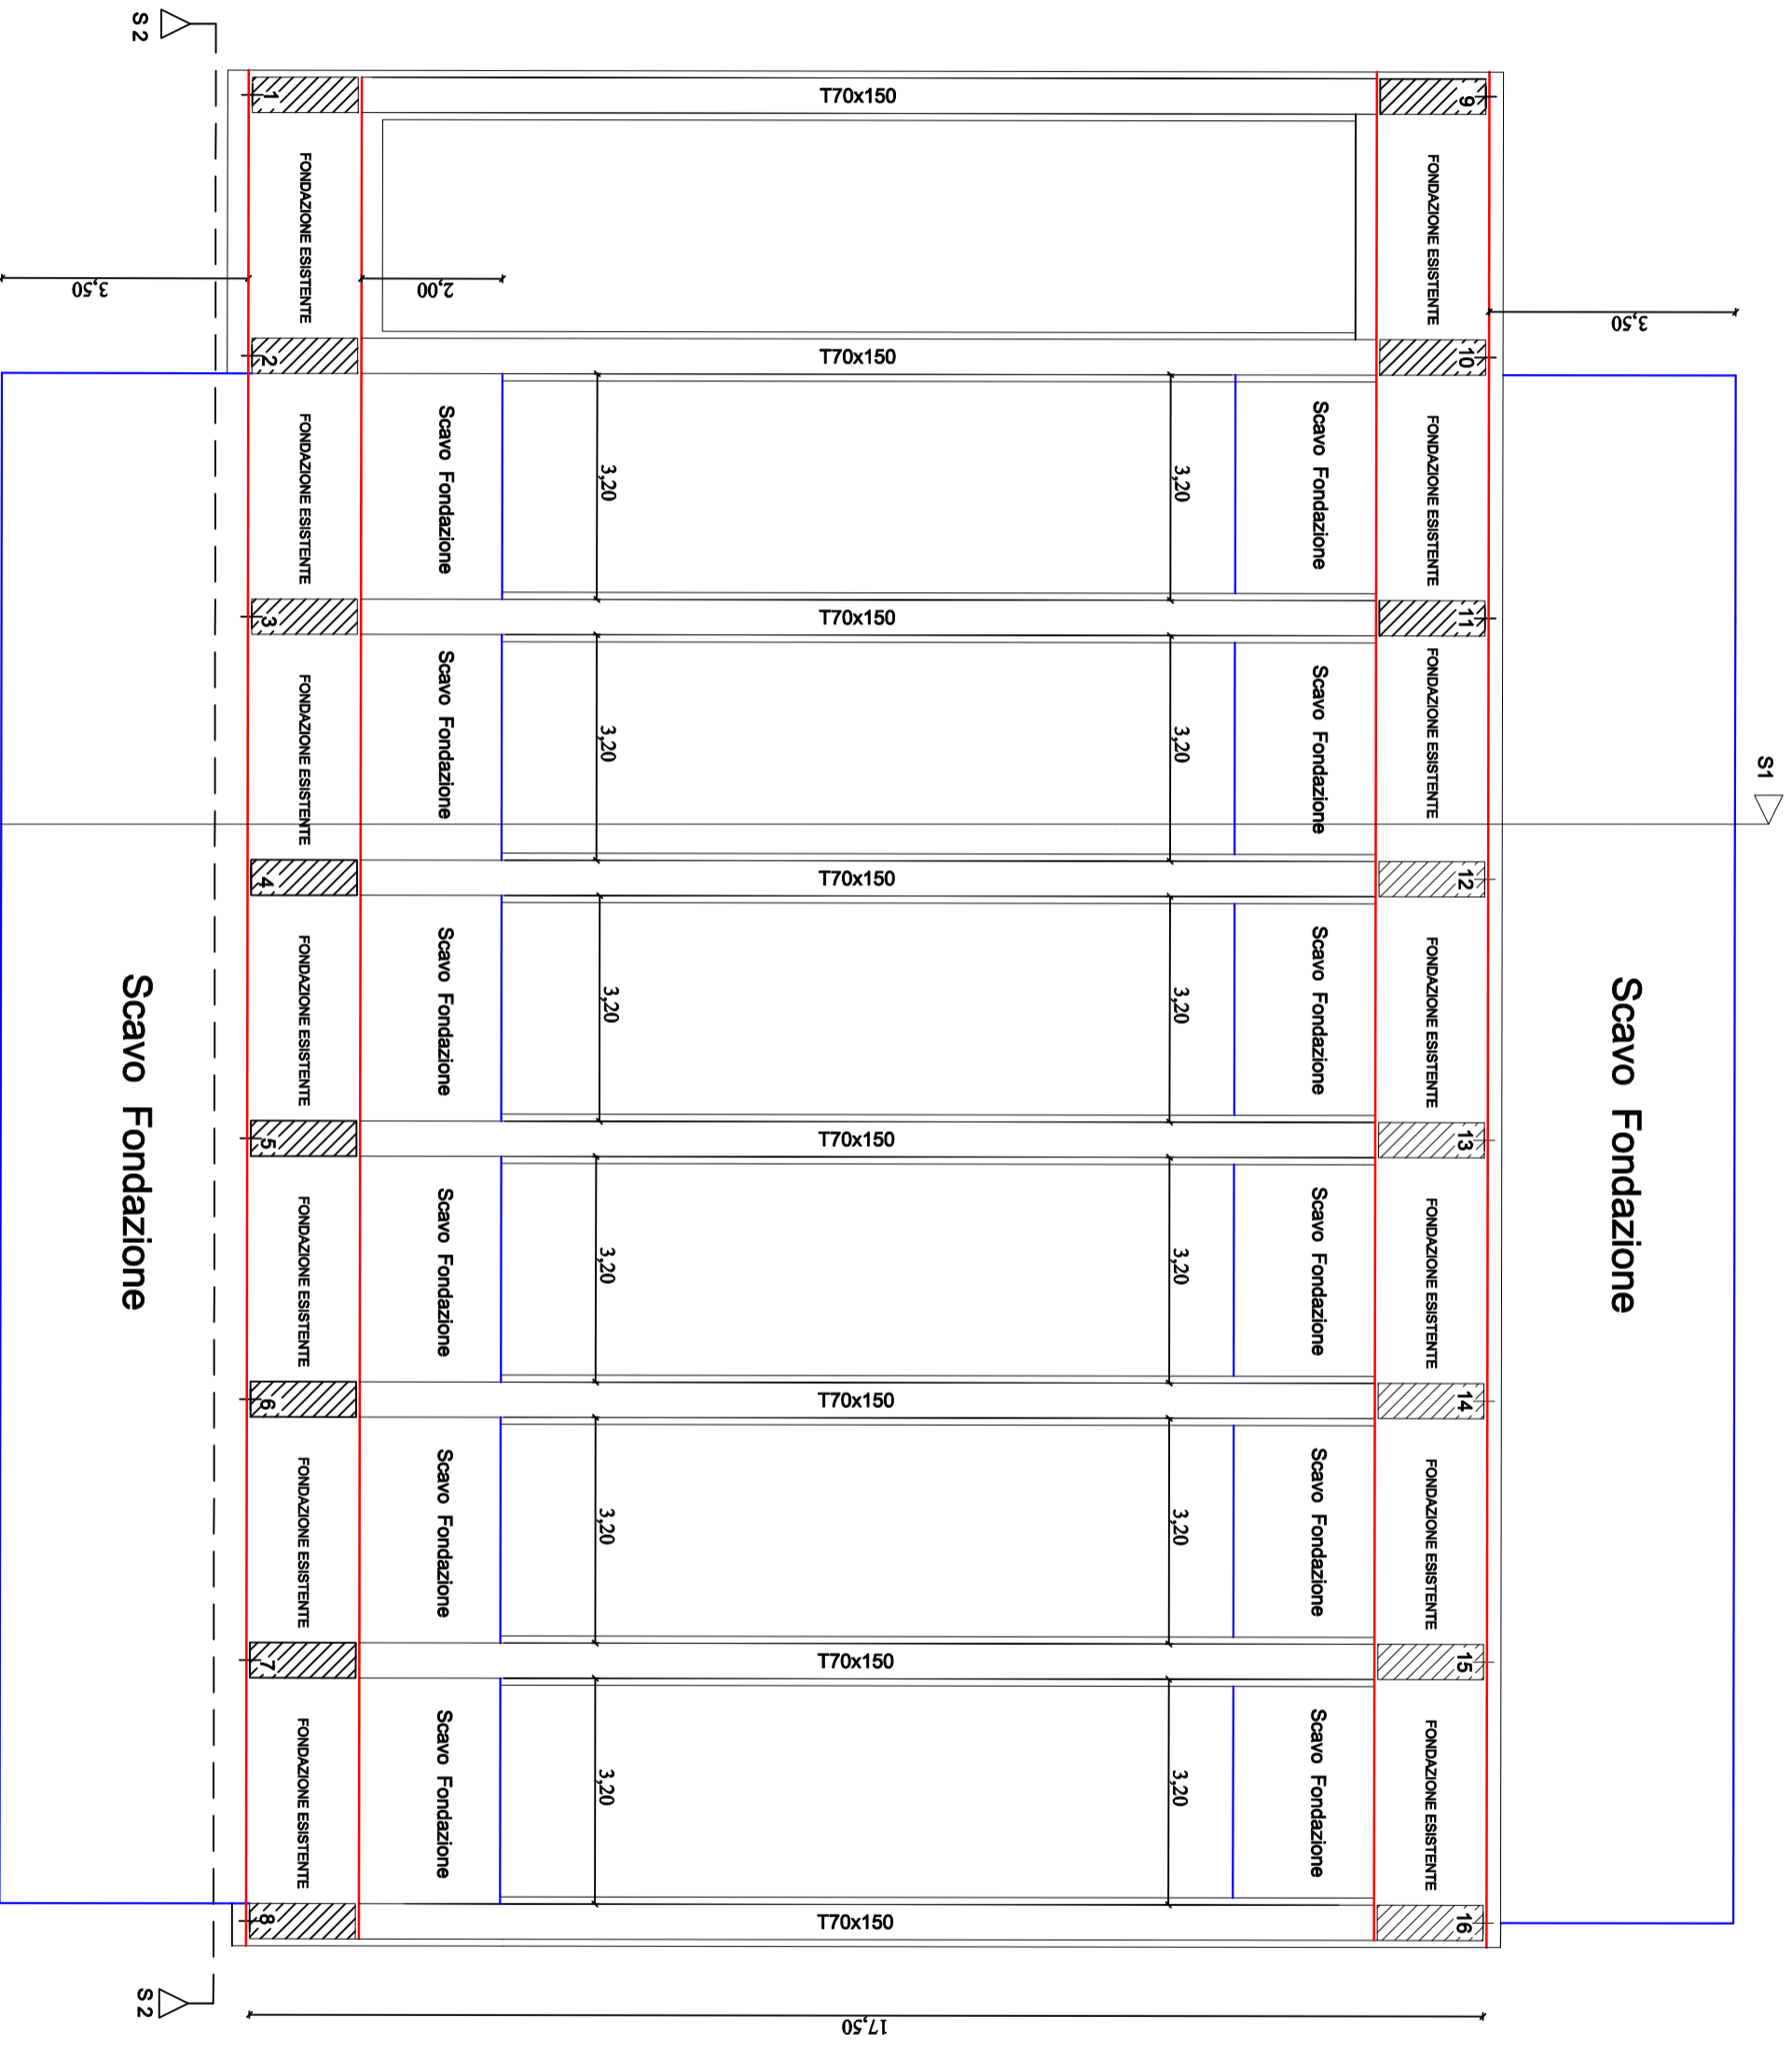 S 2
1
T70x150
9
FONDAZIONE ESISTENTE
FONDAZIONE ESISTENTE
3,50
2,00
3,50
2
T70x150
10
FONDAZIONE ESISTENTE
Scavo Fondazione
3,20
3,20
Scavo Fondazione
FONDAZIONE ESISTENTE
3
T70x150
11
FONDAZIONE ESISTENTE
Scavo Fondazione
3,20
3,20
Scavo Fondazione
FONDAZIONE ESISTENTE
S1
4
T70x150
12
FONDAZIONE ESISTENTE
Scavo Fondazione
3,20
3,20
Scavo Fondazione
FONDAZIONE ESISTENTE
Scavo Fondazione
Scavo Fondazione
5
T70x150
13
FONDAZIONE ESISTENTE
Scavo Fondazione
3,20
3,20
Scavo Fondazione
FONDAZIONE ESISTENTE
6
T70x150
14
FONDAZIONE ESISTENTE
Scavo Fondazione
3,20
3,20
Scavo Fondazione
FONDAZIONE ESISTENTE
7
T70x150
15
FONDAZIONE ESISTENTE
Scavo Fondazione
3,20
3,20
Scavo Fondazione
FONDAZIONE ESISTENTE
8
T70x150
16
S 2
17,50